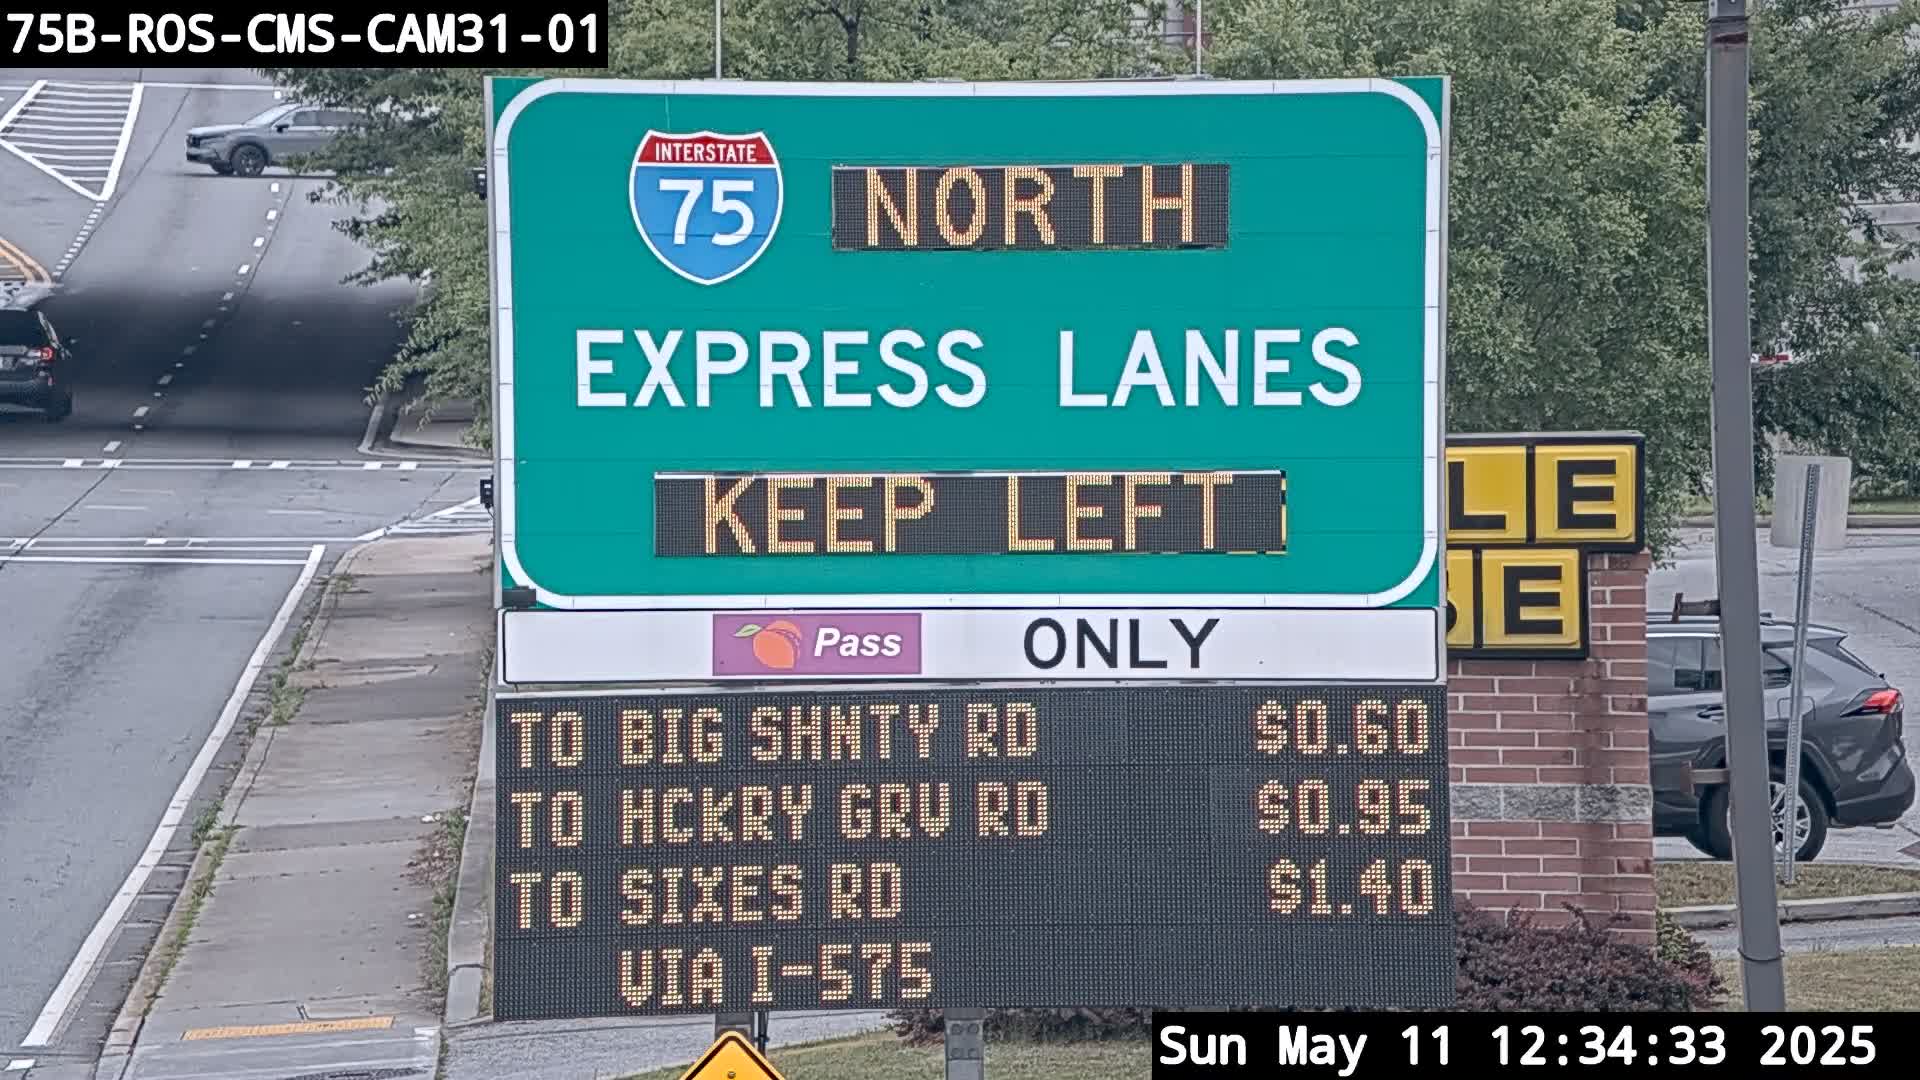 75B-ROS-CMS-CAM31-01
INTERSTATE
75
NORTH
EXPRESS LANES
KEEP LEFT
Pass ONLY
TO BIG SHNTY RD $0.60
TO HCKRY GRV RD $0.95
TO SIXES RD $1.40
VIA I-575
LE
E
Sun May 11 12:34:33 2025